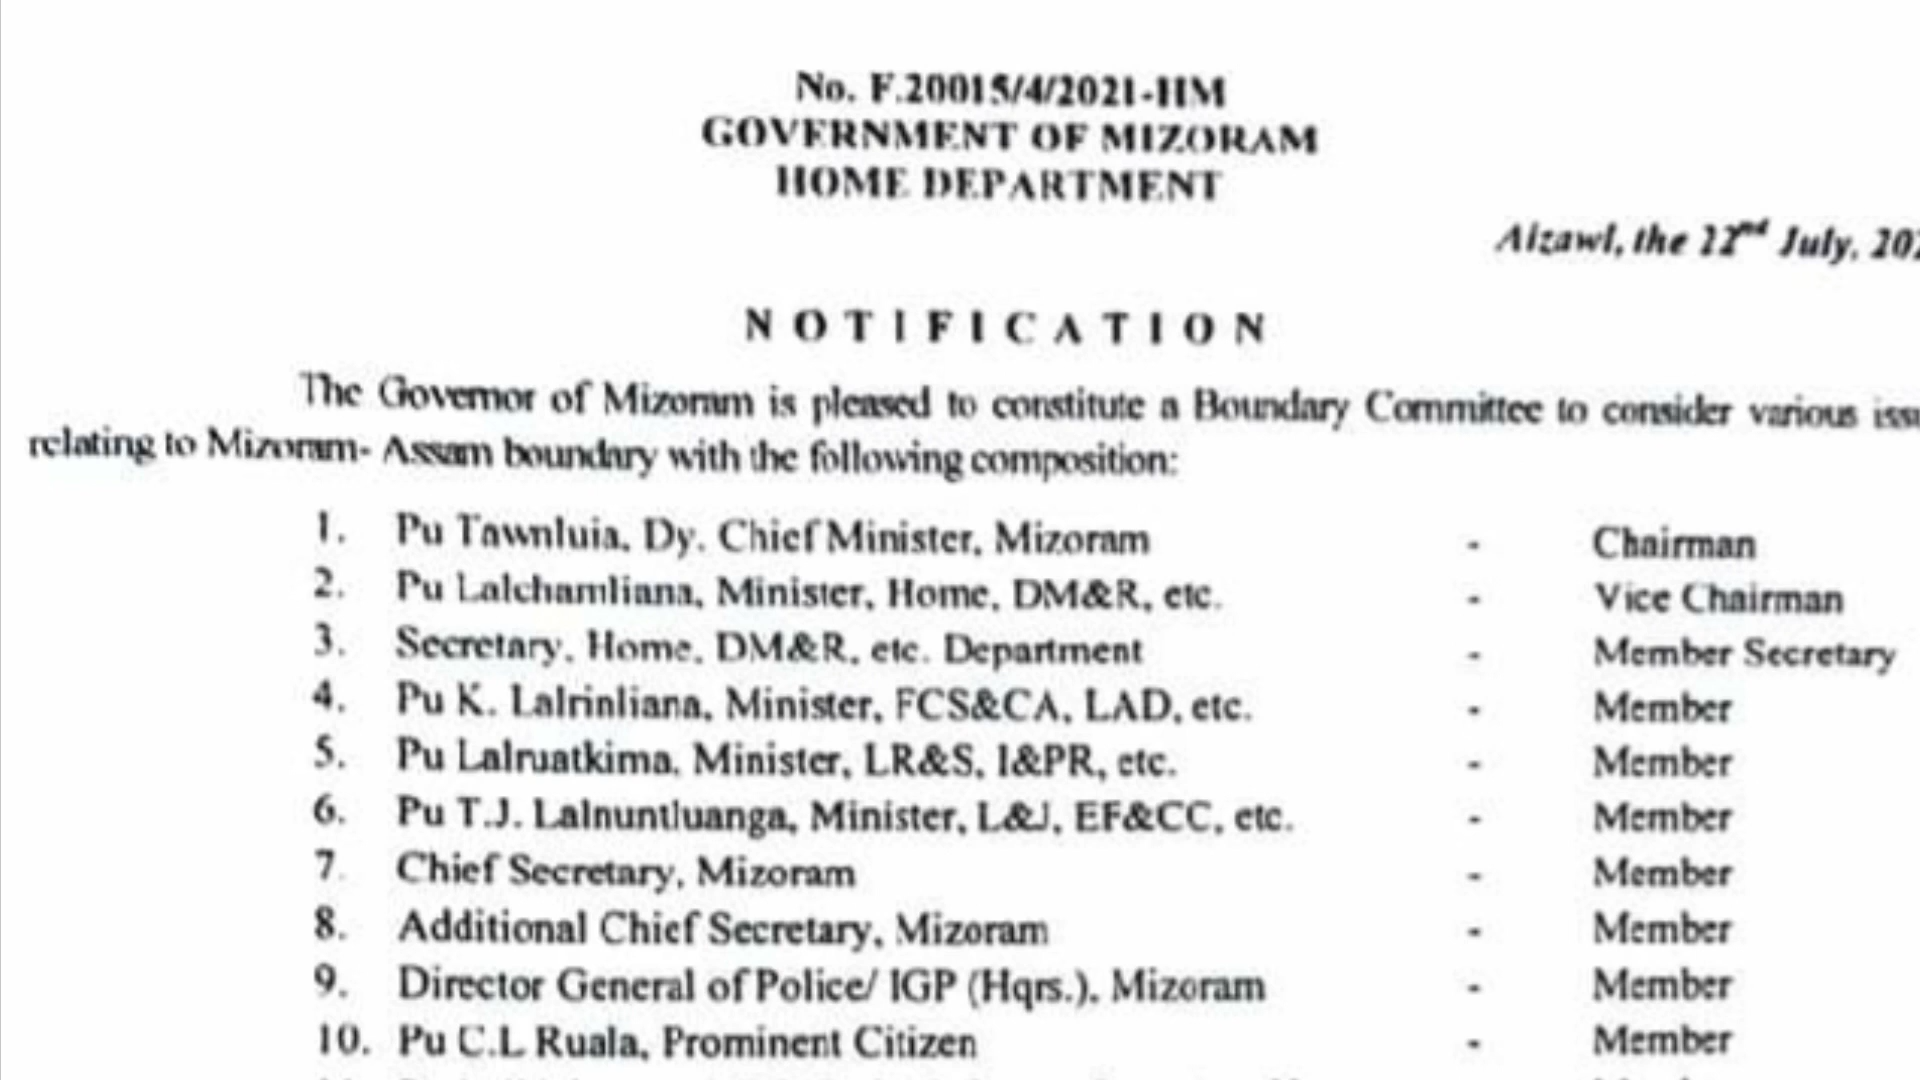 No. F.20015/4/2021-HM
GOVERNMENT OF MIZORAM
HOME DEPARTMENT
Aizawl, the 22nd July, 202
NOTIFICATION
The Governor of Mizoram is pleased to constitute a Boundary Committee to consider various issu
relating to Mizoram- Assam boundary with the following composition:
1. Pu Tawnluia, Dy. Chief Minister, Mizoram - Chairman
2. Pu Lalchamliana, Minister, Home, DM&R, etc. - Vice Chairman
3. Secretary, Home, DM&R, etc. Department - Member Secretary
4. Pu K. Lalrinliana, Minister, FCS&CA, LAD, etc. - Member
5. Pu Lalruatkima, Minister, LR&S, I&PR, etc. - Member
6. Pu T.J. Lalnuntluanga, Minister, L&J, EF&CC, etc. - Member
7. Chief Secretary, Mizoram - Member
8. Additional Chief Secretary, Mizoram - Member
9. Director General of Police/ IGP (Hqrs.), Mizoram - Member
10. Pu C.L Ruala, Prominent Citizen - Member